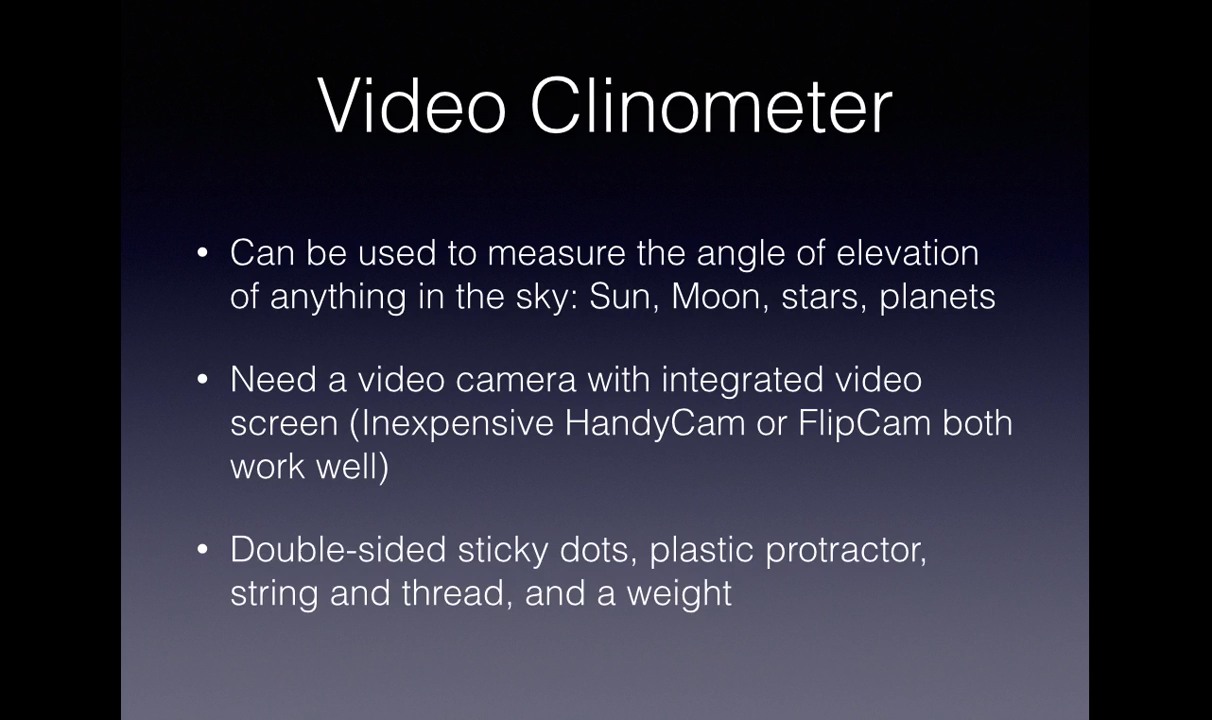 Video Clinometer
• Can be used to measure the angle of elevation
of anything in the sky: Sun, Moon, stars, planets
• Need a video camera with integrated video
screen (Inexpensive HandyCam or FlipCam both
work well)
• Double-sided sticky dots, plastic protractor,
string and thread, and a weight